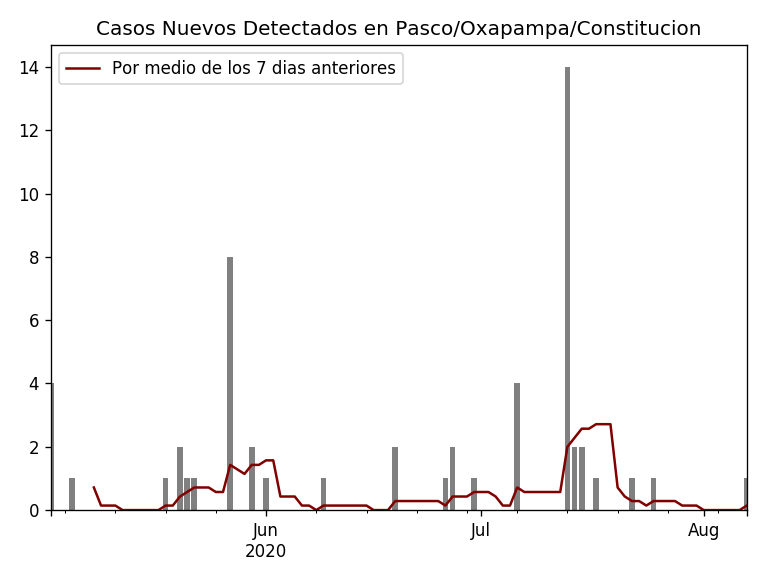 Casos Nuevos Detectados en Pasco/Oxapampa/Constitucion
Por medio de los 7 dias anteriores
14
12
10
8
6
4
2
0
Jun
2020
Jul
Aug